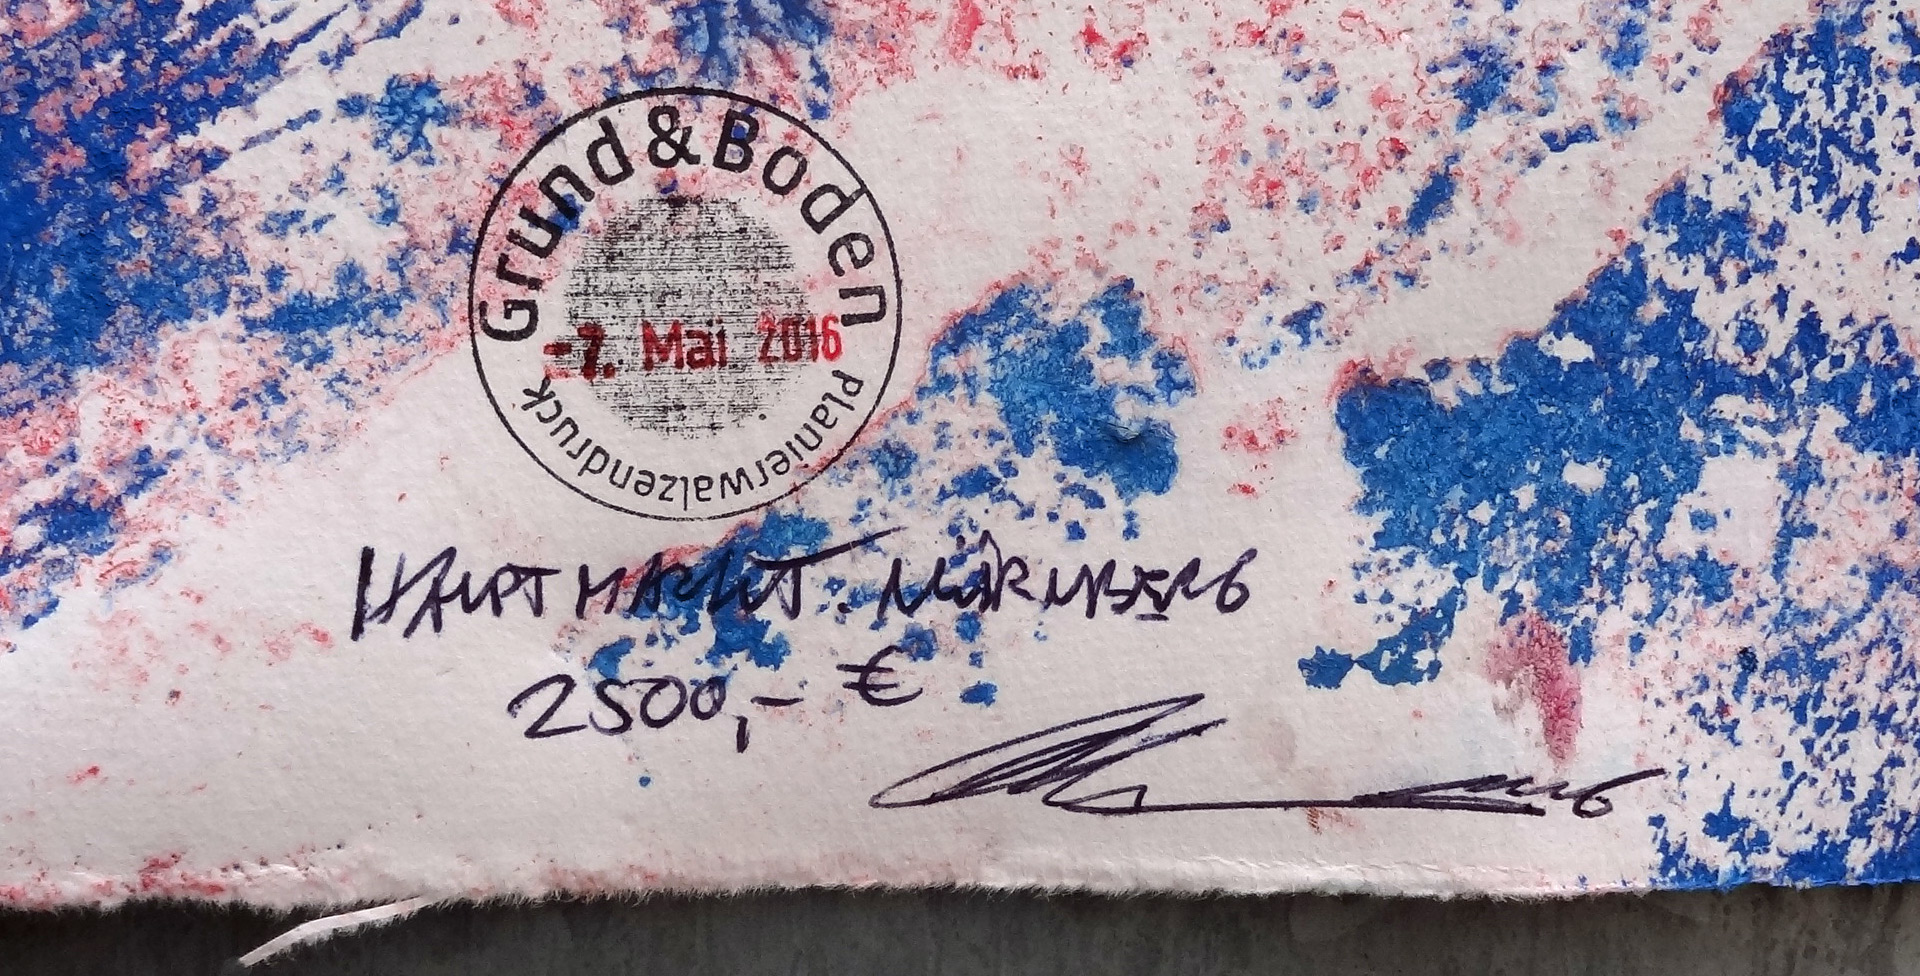 Grund & Boden
-7. Mai 2016
Planierwalzendruck
HAUPTMARKT. NÜRNBERG
2500,- €